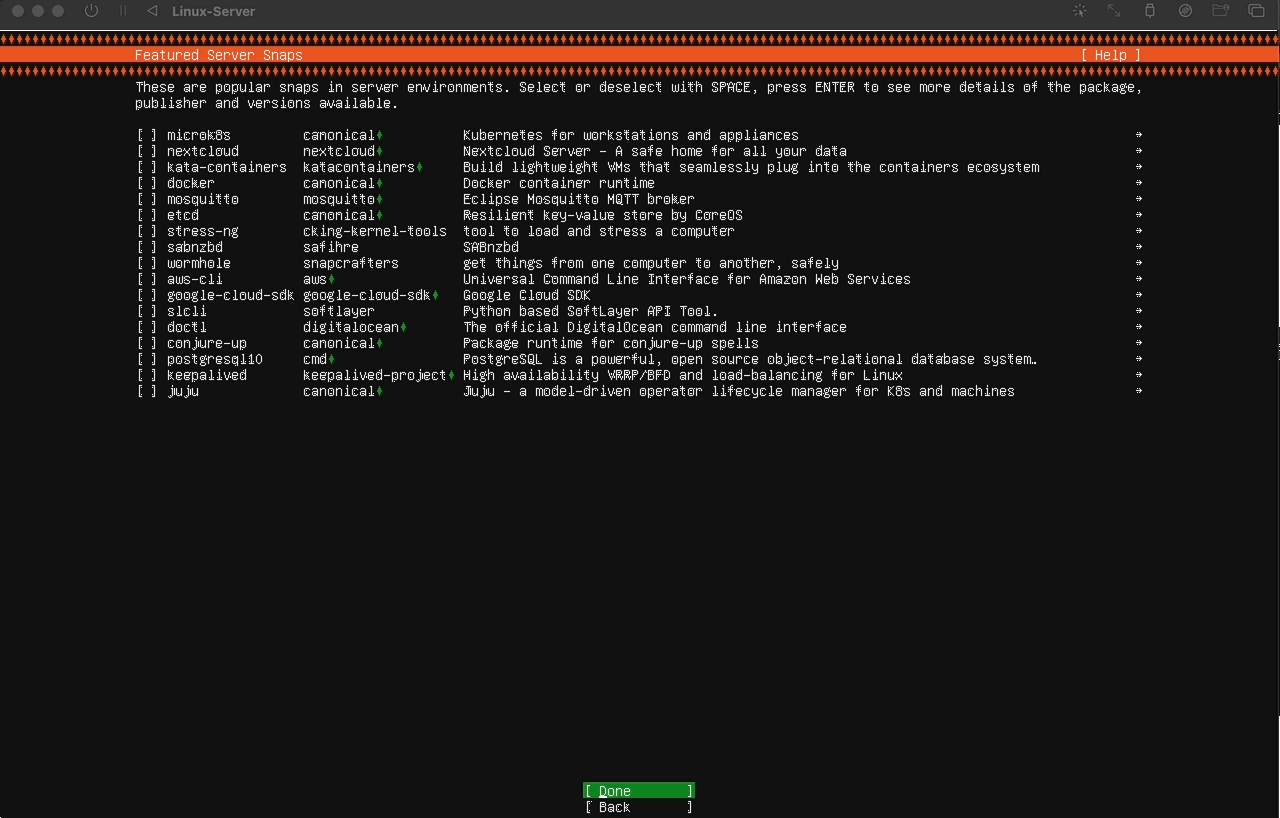 Linux-Server
Featured Server Snaps [ Help ]
These are popular snaps in server environments. Select or deselect with SPACE, press ENTER to see more details of the package,
publisher and versions available.
[ ] microk8s canonical♦ Kubernetes for workstations and appliances →
[ ] nextcloud nextcloud♦ Nextcloud Server - A safe home for all your data →
[ ] kata-containers katacontainers♦ Build lightweight VMs that seamlessly plug into the containers ecosystem →
[ ] docker canonical♦ Docker container runtime →
[ ] mosquitto mosquitto♦ Eclipse Mosquitto MQTT broker →
[ ] etcd canonical♦ Resilient key-value store by CoreOS →
[ ] stress-ng cking-kernel-tools tool to load and stress a computer →
[ ] sabnzbd safihre SABnzbd →
[ ] wormhole snapcrafters get things from one computer to another, safely →
[ ] aws-cli aws♦ Universal Command Line Interface for Amazon Web Services →
[ ] google-cloud-sdk google-cloud-sdk♦ Google Cloud SDK →
[ ] slcli softlayer Python based SoftLayer API Tool. →
[ ] doctl digitalocean♦ The official DigitalOcean command line interface →
[ ] conjure-up canonical♦ Package runtime for conjure-up spells →
[ ] postgresql10 cmd♦ PostgreSQL is a powerful, open source object-relational database system. →
[ ] keepalived keepalived-project♦ High availability VRRP/BFD and load-balancing for Linux →
[ ] juju canonical♦ Juju - a model-driven operator lifecycle manager for K8s and machines →
[ Done ]
[ Back ]